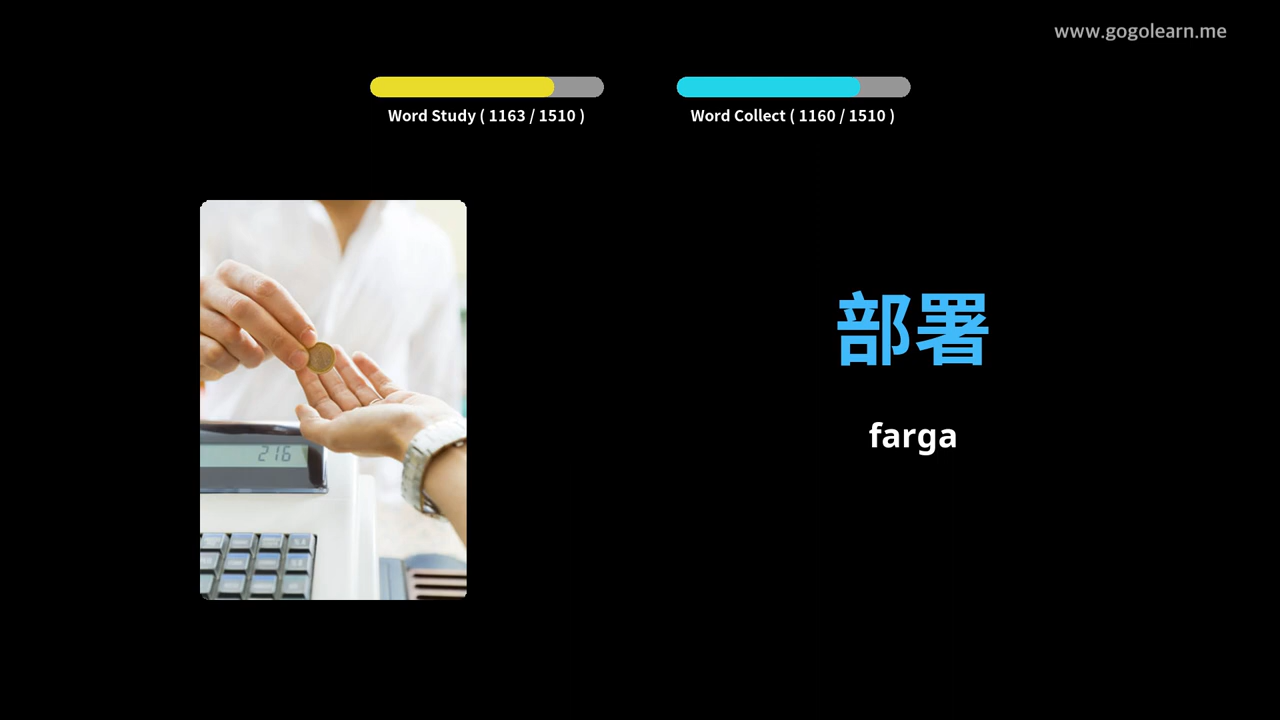 www.gogolearn.me
Word Study ( 1163 / 1510 )
Word Collect ( 1160 / 1510 )
部署
farga
216